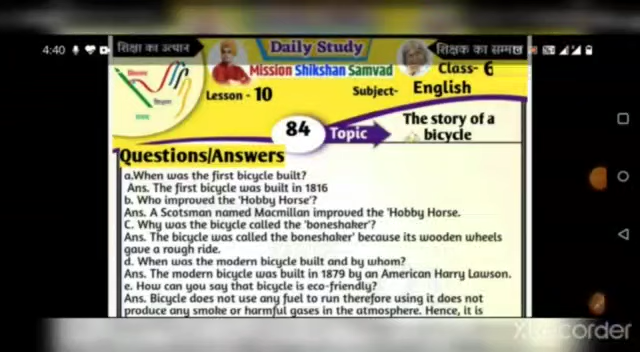 4:40
शिक्षा का उत्थान
Daily Study
शिक्षक का सम्मान
Mission Shikshan Samvad
Class- 6
Lesson - 10
Subject- English
84
Topic
The story of a
bicycle
Questions/Answers
a.When was the first bicycle built?
Ans. The first bicycle was built in 1816
b. Who improved the 'Hobby Horse'?
Ans. A Scotsman named Macmillan improved the 'Hobby Horse.
C. Why was the bicycle called the 'boneshaker'?
Ans. The bicycle was called the boneshaker' because its wooden wheels
gave a rough ride.
d. When was the modern bicycle built and by whom?
Ans. The modern bicycle was built in 1879 by an American Harry Lawson.
e. How can you say that bicycle is eco-friendly?
Ans. Bicycle does not use any fuel to run therefore using it does not
produce any smoke or harmful gases in the atmosphere. Hence, it is